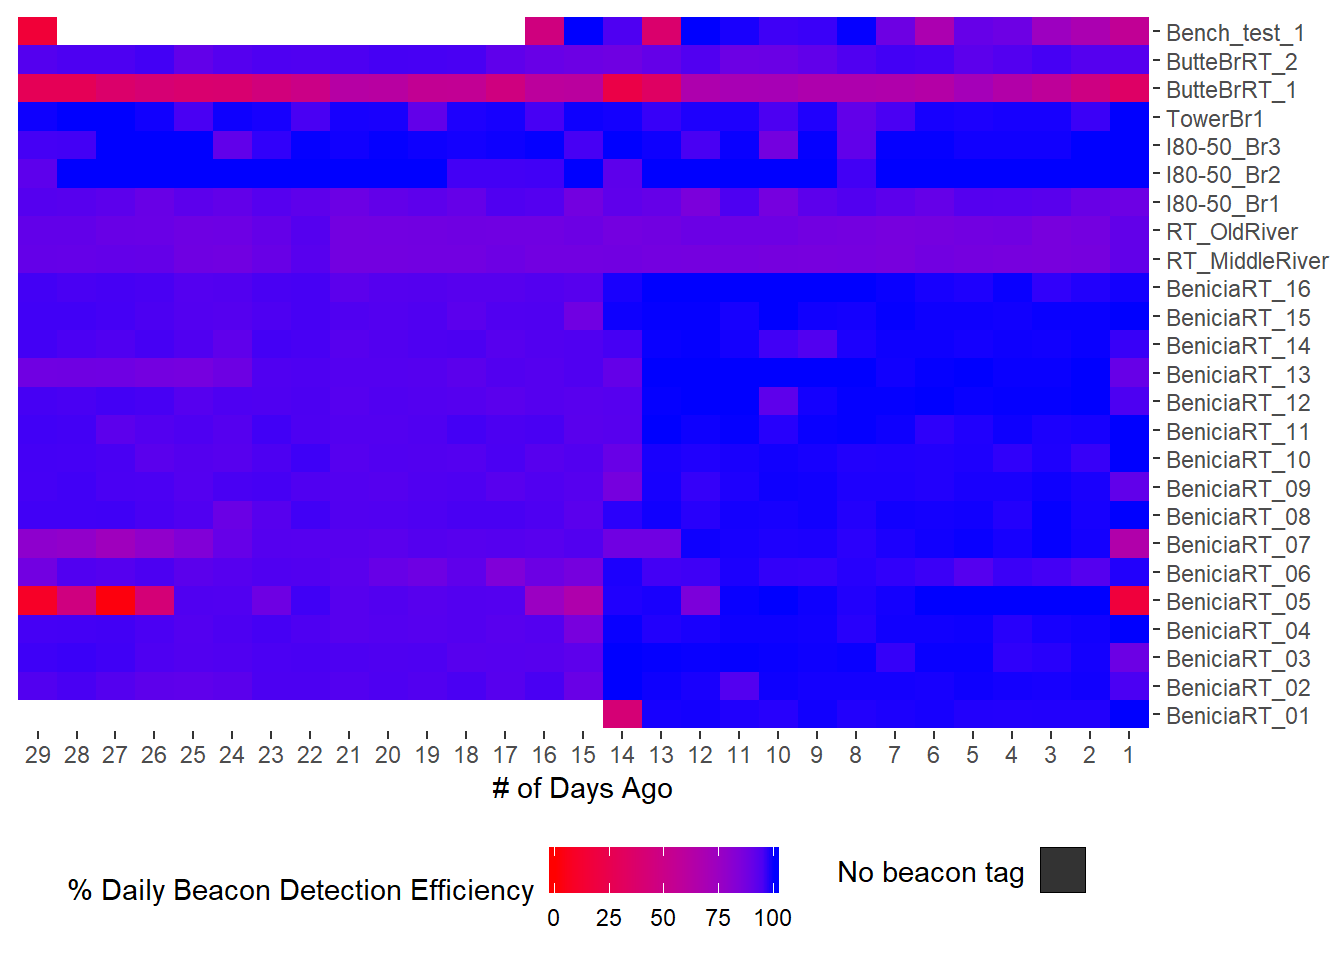 Bench_test_1
ButteBrRT_2
ButteBrRT_1
TowerBr1
I80-50_Br3
I80-50_Br2
I80-50_Br1
RT_OldRiver
RT_MiddleRiver
BeniciaRT_16
BeniciaRT_15
BeniciaRT_14
BeniciaRT_13
BeniciaRT_12
BeniciaRT_11
BeniciaRT_10
BeniciaRT_09
BeniciaRT_08
BeniciaRT_07
BeniciaRT_06
BeniciaRT_05
BeniciaRT_04
BeniciaRT_03
BeniciaRT_02
BeniciaRT_01
29 28 27 26 25 24 23 22 21 20 19 18 17 16 15 14 13 12 11 10 9 8 7 6 5 4 3 2 1
# of Days Ago
% Daily Beacon Detection Efficiency
0 25 50 75 100
No beacon tag